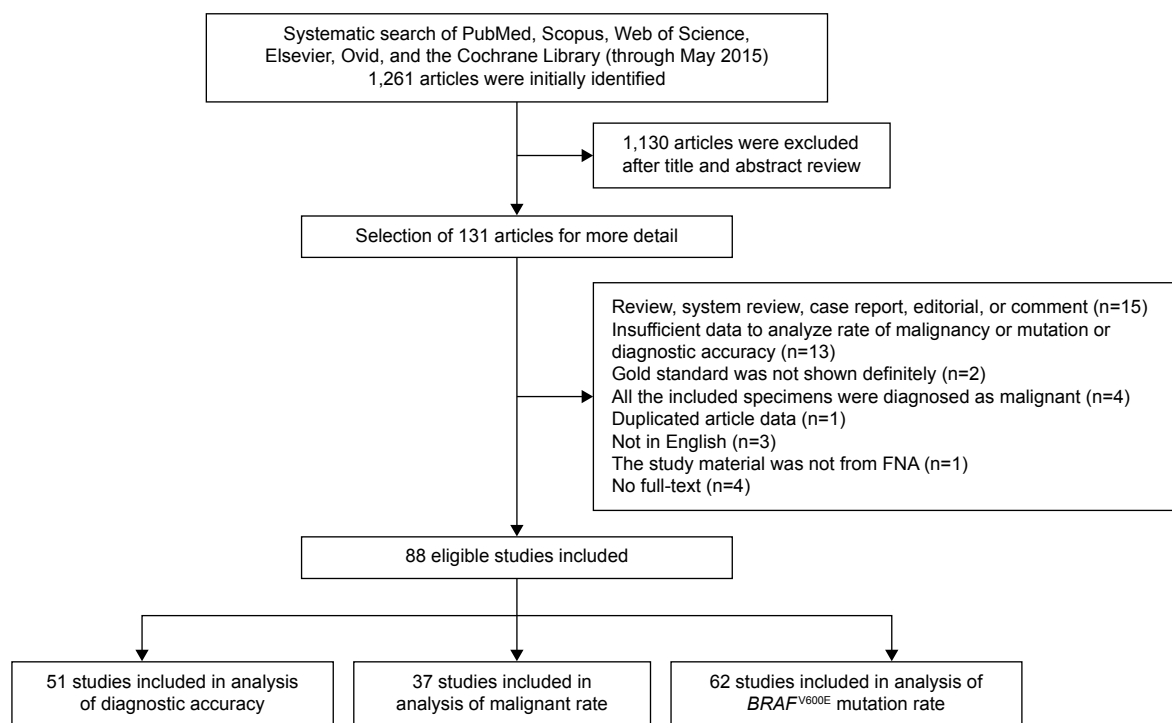 Systematic search of PubMed, Scopus, Web of Science,
Elsevier, Ovid, and the Cochrane Library (through May 2015)
1,261 articles were initially identified
1,130 articles were excluded
after title and abstract review
Selection of 131 articles for more detail
Review, system review, case report, editorial, or comment (n=15)
Insufficient data to analyze rate of malignancy or mutation or
diagnostic accuracy (n=13)
Gold standard was not shown definitely (n=2)
All the included specimens were diagnosed as malignant (n=4)
Duplicated article data (n=1)
Not in English (n=3)
The study material was not from FNA (n=1)
No full-text (n=4)
88 eligible studies included
51 studies included in analysis
of diagnostic accuracy
37 studies included in
analysis of malignant rate
62 studies included in analysis of
BRAFV600E mutation rate